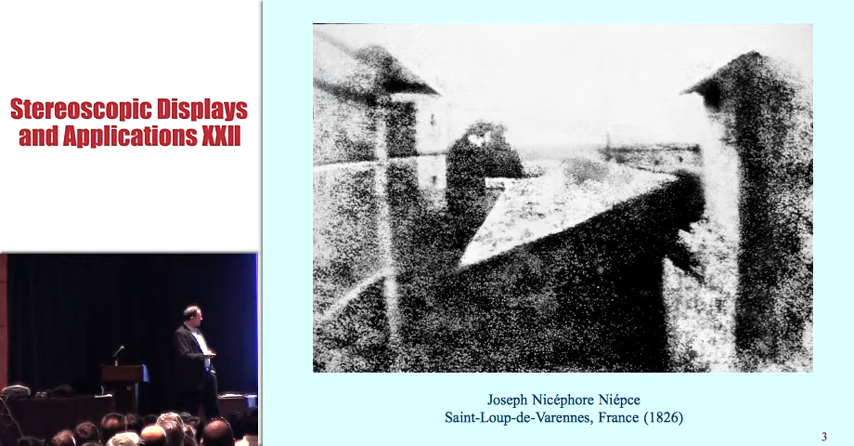 Stereoscopic Displays
and Applications XXII
Joseph Nicéphore Niépce
Saint-Loup-de-Varennes, France (1826)
3